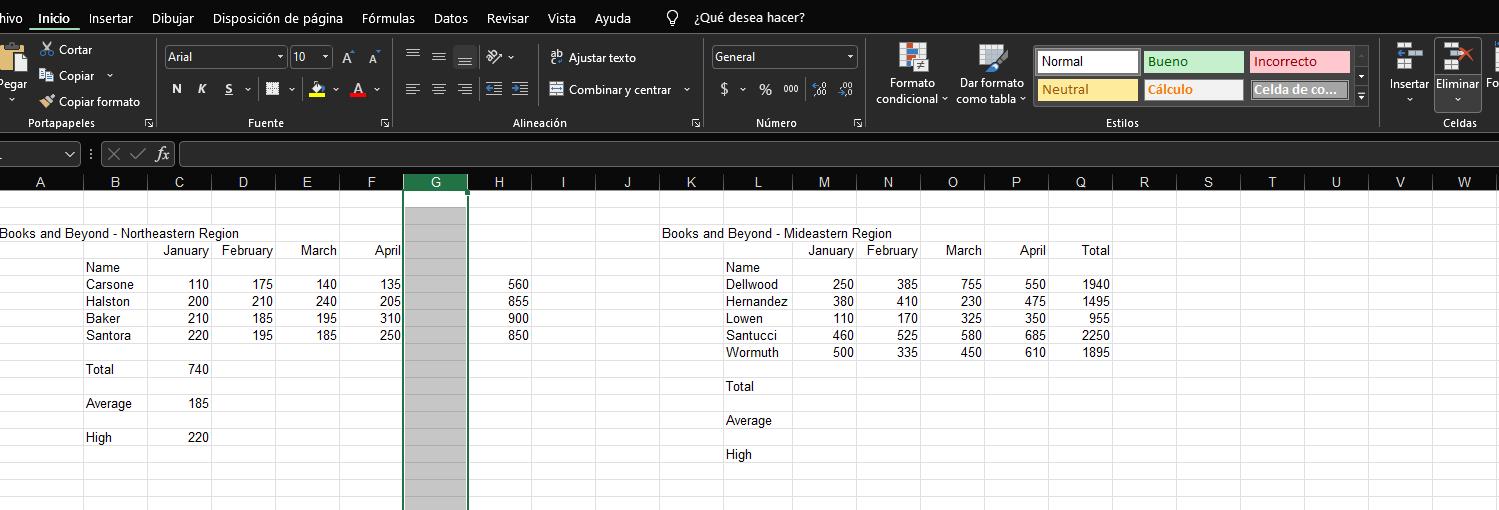 hivo Inicio Insertar Dibujar Disposición de página Fórmulas Datos Revisar Vista Ayuda ¿Qué desea hacer?
Pegar
Cortar
Copiar
Copiar formato
Portapapeles
Arial 10 A A
N K S A
Fuente
ab c Ajustar texto
Combinar y centrar
Alineación
General
$ % 000 ,00 ,00
Número
Formato condicional
Dar formato como tabla
Normal Bueno Incorrecto
Neutral Cálculo Celda de co...
Estilos
Insertar Eliminar Fo
Celdas
fx
A B C D E F G H I J K L M N O P Q R S T U V W
Books and Beyond - Northeastern Region Books and Beyond - Mideastern Region
January February March April January February March April Total
Name Name
Carsone 110 175 140 135 560 Dellwood 250 385 755 550 1940
Halston 200 210 240 205 855 Hernandez 380 410 230 475 1495
Baker 210 185 195 310 900 Lowen 110 170 325 350 955
Santora 220 195 185 250 850 Santucci 460 525 580 685 2250
Wormuth 500 335 450 610 1895
Total 740
Total
Average 185
Average
High 220
High